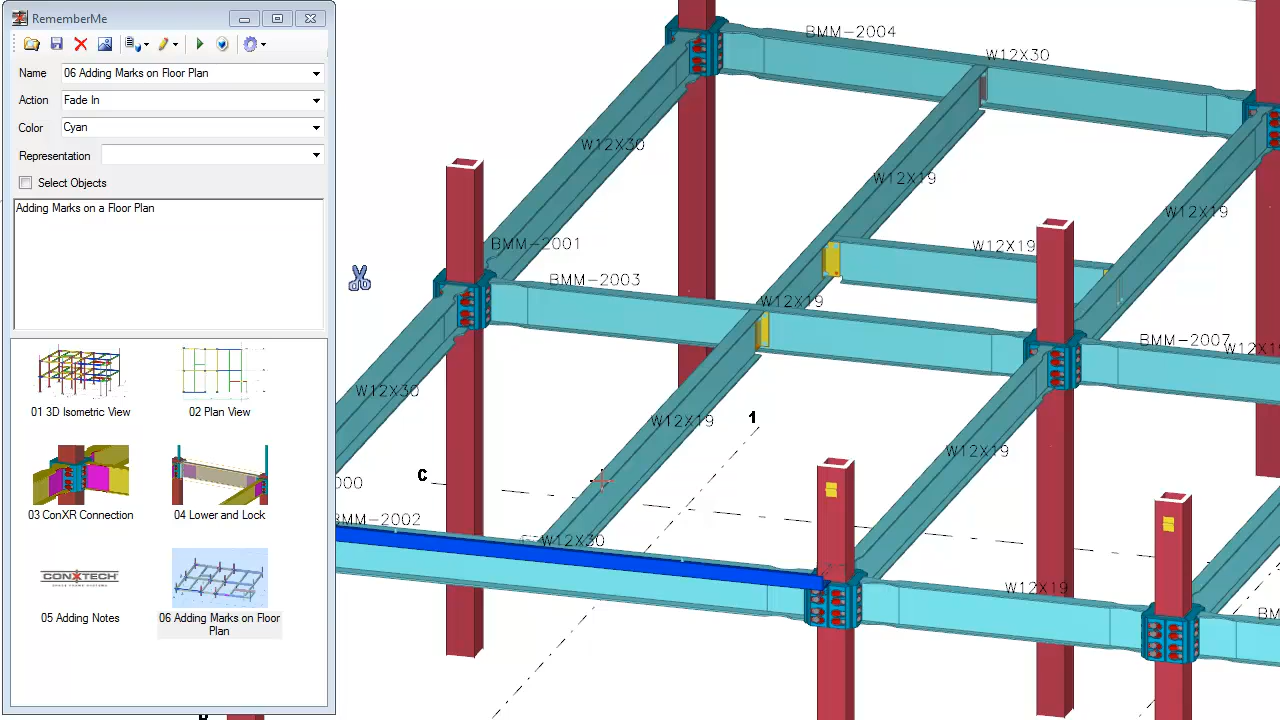 RememberMe
Name 06 Adding Marks on Floor Plan
Action Fade In
Color Cyan
Representation
Select Objects
Adding Marks on a Floor Plan
01 3D Isometric View
02 Plan View
03 ConXR Connection
04 Lower and Lock
CONXTECH
05 Adding Notes
06 Adding Marks on Floor
Plan
BMM-2004
W12X30
W12X30
W12X19
W12X19
BMM-2001
W12X19
BMM-2003
W12X19
BMM-2007
W12X1
W12X30
W12X19
1
W12X19
C
000
BMM-2002
W12X30
W12X19
BM